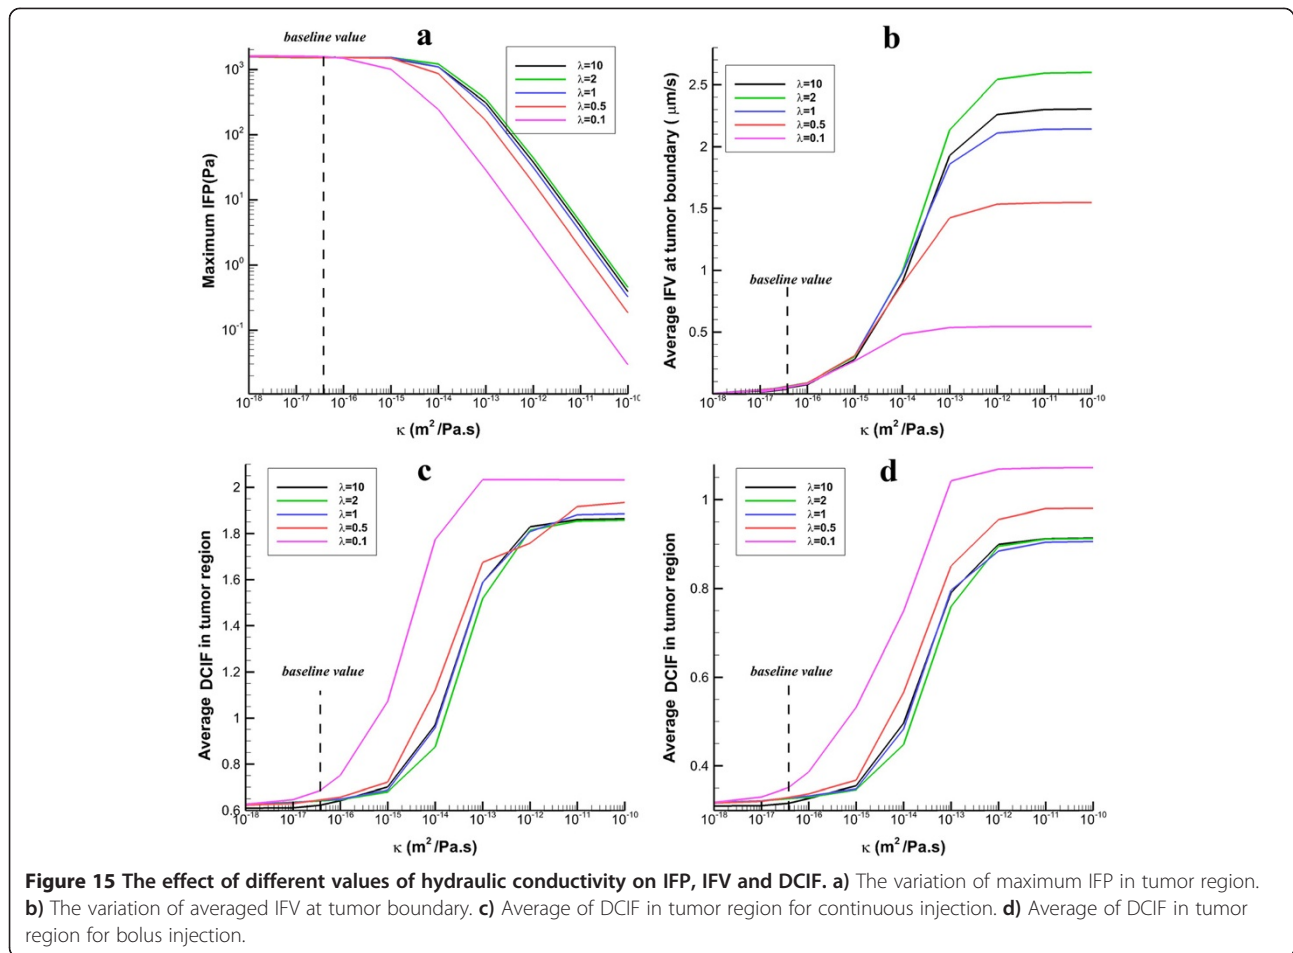 baseline value
a
λ=10
λ=2
λ=1
λ=0.5
λ=0.1
Maximum IFP(Pa)
10³
10²
10¹
10⁰
10⁻¹
10⁻¹⁸ 10⁻¹⁷ 10⁻¹⁶ 10⁻¹⁵ 10⁻¹⁴ 10⁻¹³ 10⁻¹² 10⁻¹¹ 10⁻¹⁰
κ (m²/Pa.s)
b
λ=10
λ=2
λ=1
λ=0.5
λ=0.1
baseline value
Average IFV at tumor boundary ( μm/s)
2.5
2
1.5
1
0.5
10⁻¹⁸ 10⁻¹⁷ 10⁻¹⁶ 10⁻¹⁵ 10⁻¹⁴ 10⁻¹³ 10⁻¹² 10⁻¹¹ 10⁻¹⁰
κ (m²/Pa.s)
c
λ=10
λ=2
λ=1
λ=0.5
λ=0.1
baseline value
Average DCIF in tumor region
2
1.8
1.6
1.4
1.2
1
0.8
0.6
10⁻¹⁸ 10⁻¹⁷ 10⁻¹⁶ 10⁻¹⁵ 10⁻¹⁴ 10⁻¹³ 10⁻¹² 10⁻¹¹ 10⁻¹⁰
κ (m²/Pa.s)
d
λ=10
λ=2
λ=1
λ=0.5
λ=0.1
baseline value
Average DCIF in tumor region
1
0.8
0.6
0.4
10⁻¹⁸ 10⁻¹⁷ 10⁻¹⁶ 10⁻¹⁵ 10⁻¹⁴ 10⁻¹³ 10⁻¹² 10⁻¹¹ 10⁻¹⁰
κ (m²/Pa.s)
Figure 15 The effect of different values of hydraulic conductivity on IFP, IFV and DCIF. a) The variation of maximum IFP in tumor region.
b) The variation of averaged IFV at tumor boundary. c) Average of DCIF in tumor region for continuous injection. d) Average of DCIF in tumor
region for bolus injection.